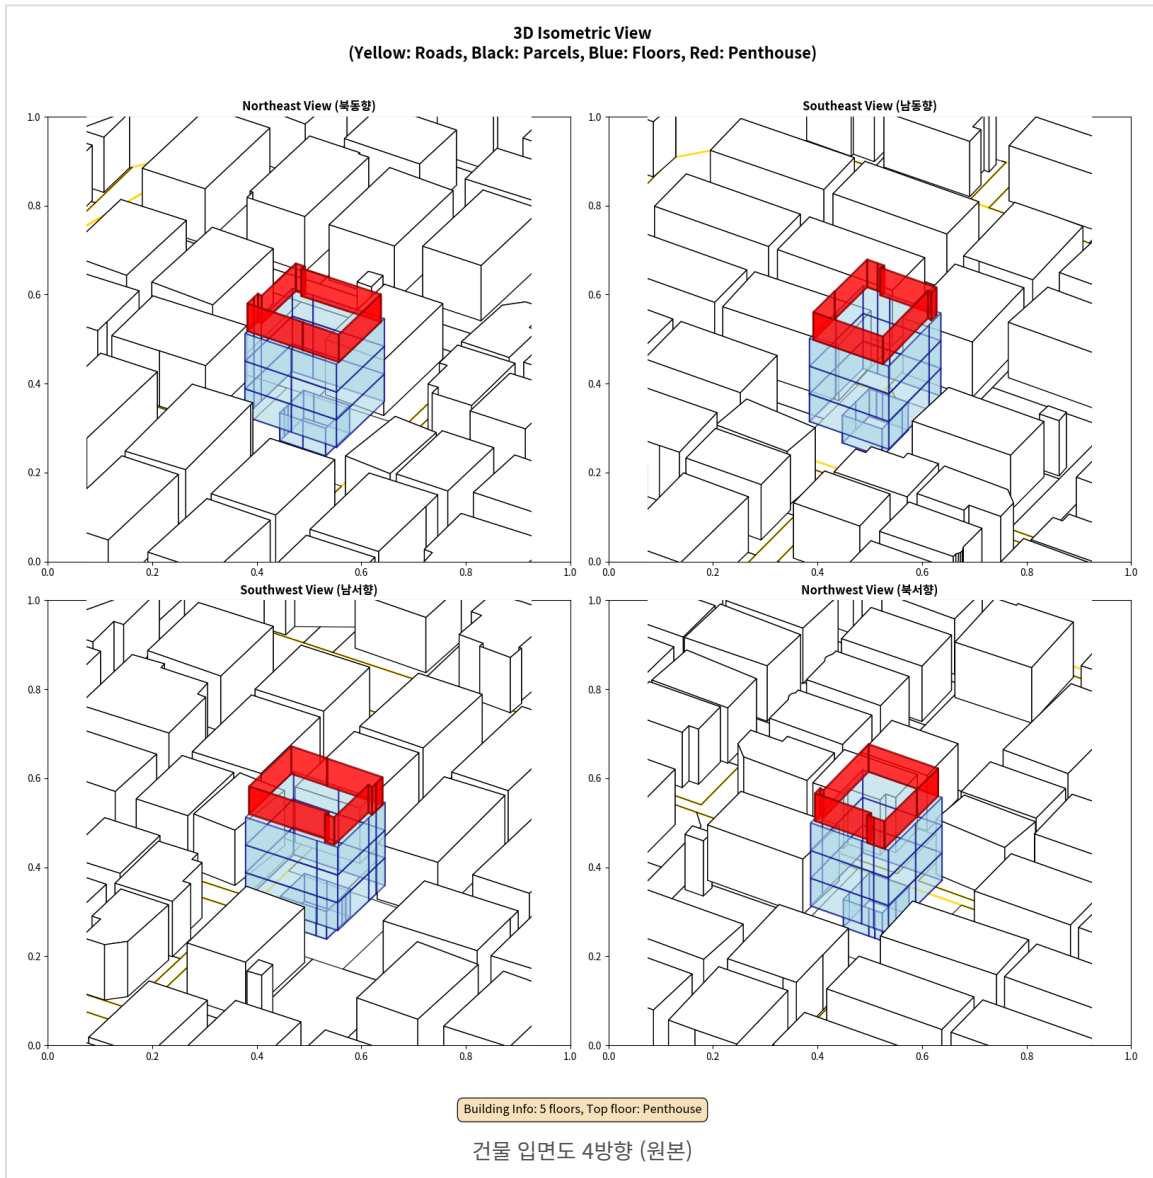 3D Isometric View
(Yellow: Roads, Black: Parcels, Blue: Floors, Red: Penthouse)
Northeast View (북동향)
1.0
0.8
0.6
0.4
0.2
0.0
0.0 0.2 0.4 0.6 0.8 1.0
Southeast View (남동향)
1.0
0.8
0.6
0.4
0.2
0.0
0.0 0.2 0.4 0.6 0.8 1.0
Southwest View (남서향)
1.0
0.8
0.6
0.4
0.2
0.0
0.0 0.2 0.4 0.6 0.8 1.0
Northwest View (북서향)
1.0
0.8
0.6
0.4
0.2
0.0
0.0 0.2 0.4 0.6 0.8 1.0
Building Info: 5 floors, Top floor: Penthouse
건물 입면도 4방향 (원본)